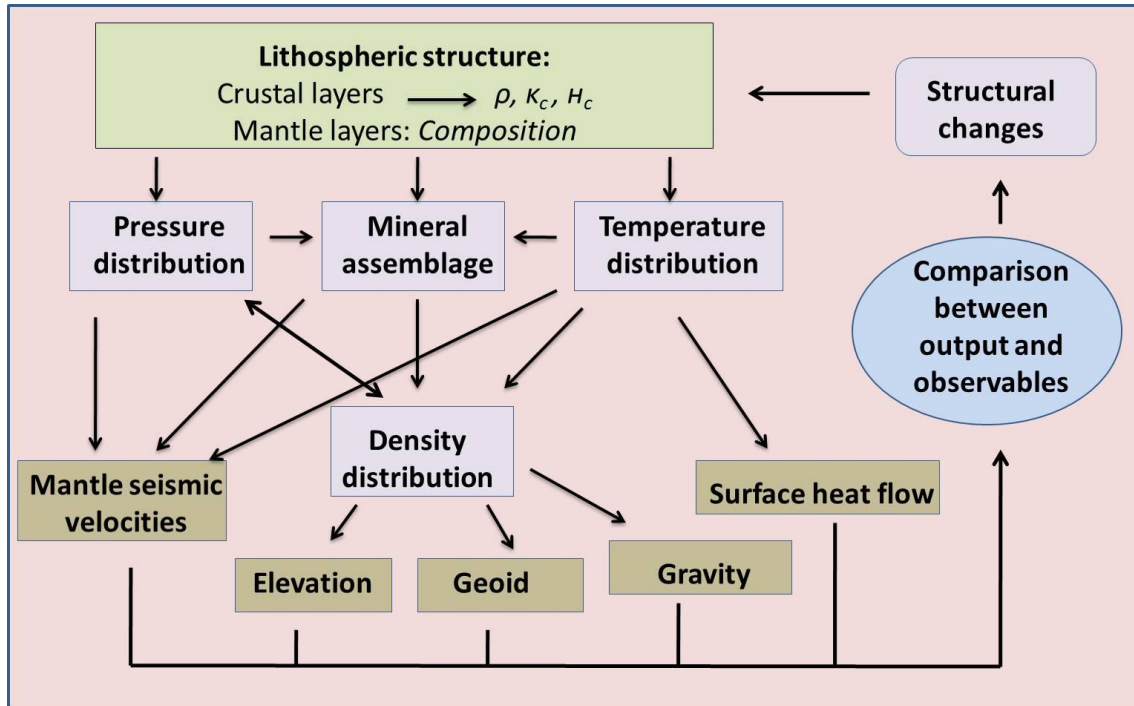 Lithospheric structure:
Crustal layers → ρ, κc, Hc
Mantle layers: Composition
Structural
changes
Pressure
distribution
Mineral
assemblage
Temperature
distribution
Comparison
between
output and
observables
Density
distribution
Mantle seismic
velocities
Surface heat flow
Elevation
Geoid
Gravity